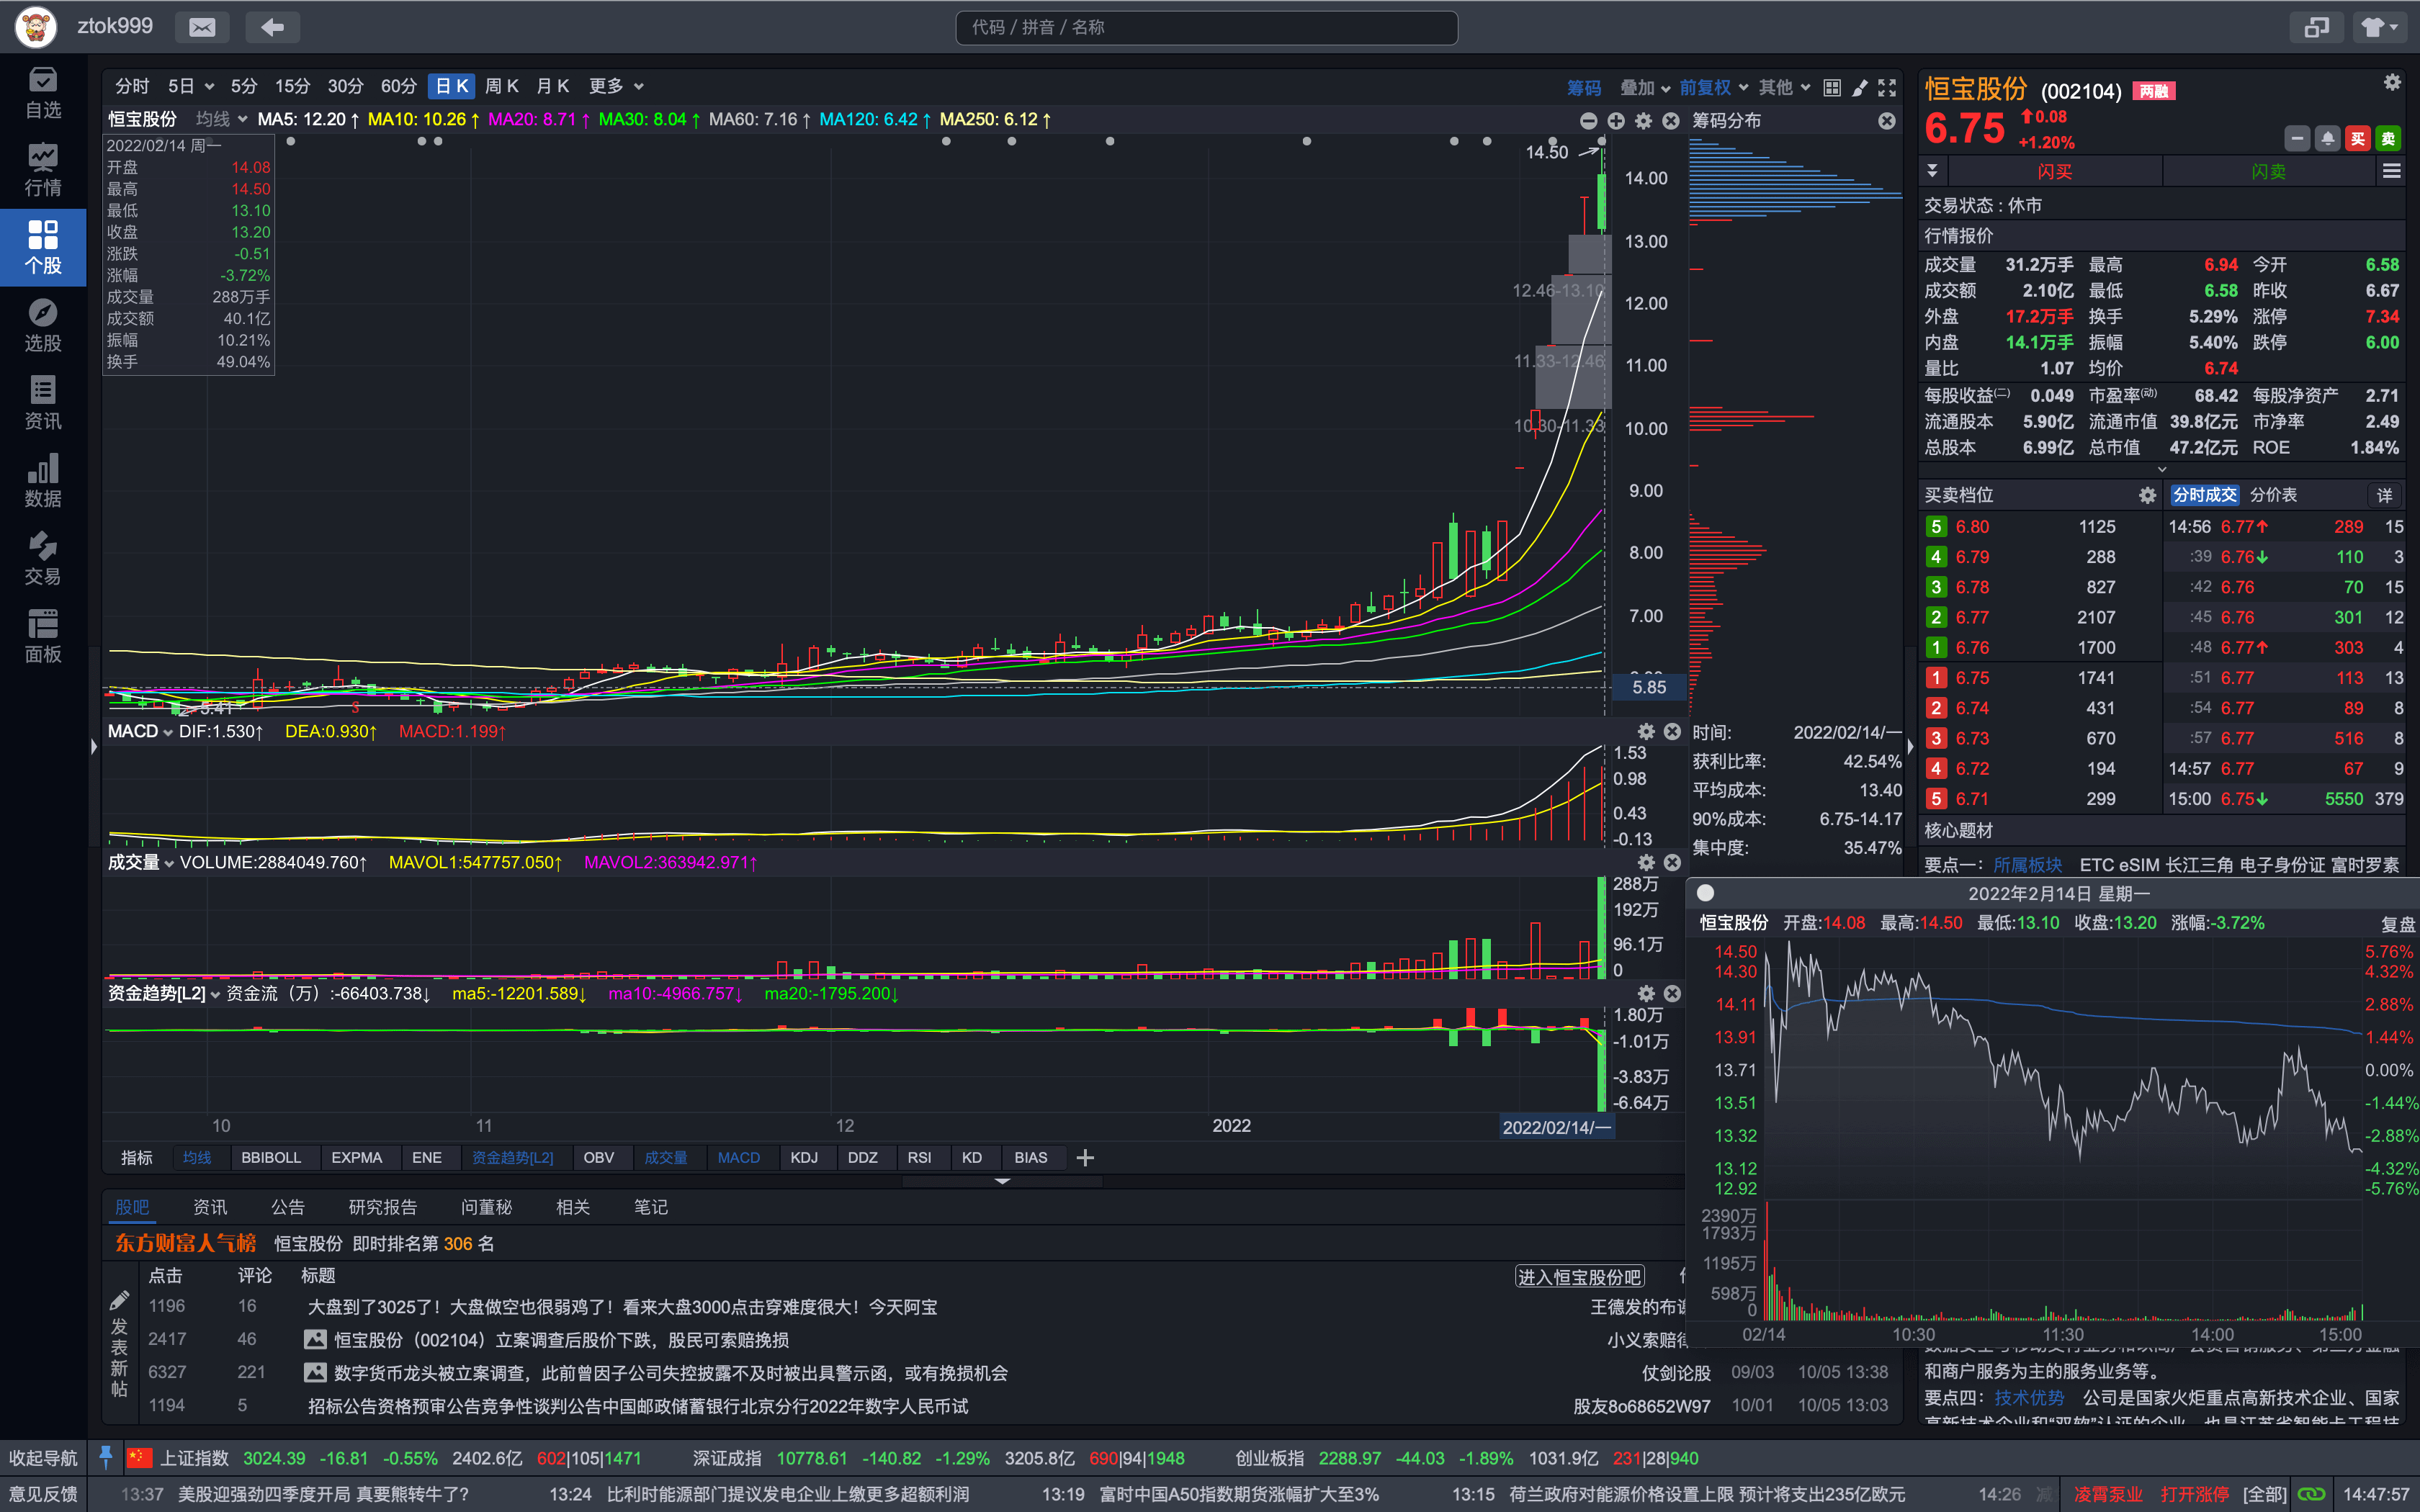 ztok999
代码 / 拼音 / 名称
自选
行情
个股
选股
资讯
数据
交易
面板
分时 5日 5分 15分 30分 60分 日K 周K 月K 更多
筹码 叠加 前复权 其他
恒宝股份 均线 MA5: 12.20↑ MA10: 10.26↑ MA20: 8.71↑ MA30: 8.04↑ MA60: 7.16↑ MA120: 6.42↑ MA250: 6.12↑
筹码分布
2022/02/14 周一
开盘 14.08
最高 14.50
最低 13.10
收盘 13.20
涨跌 -0.51
涨幅 -3.72%
成交量 288万手
成交额 40.1亿
振幅 10.21%
换手 49.04%
14.50
14.00
13.00
12.46-13.10
12.00
11.33-12.46
11.00
10.30-11.33
10.00
9.00
8.00
7.00
5.85
5.41
3
MACD DIF:1.530↑ DEA:0.930↑ MACD:1.199↑
1.53
0.98
0.43
-0.13
成交量 VOLUME:2884049.760↑ MAVOL1:547757.050↑ MAVOL2:363942.971↑
288万
192万
96.1万
0
资金趋势[L2] 资金流（万）:-66403.738↓ ma5:-12201.589↓ ma10:-4966.757↓ ma20:-1795.200↓
1.80万
-1.01万
-3.83万
-6.64万
10 11 12 2022 2022/02/14/一
指标 均线 BBIBOLL EXPMA ENE 资金趋势[L2] OBV 成交量 MACD KDJ DDZ RSI KD BIAS
时间: 2022/02/14/一
获利比率: 42.54%
平均成本: 13.40
90%成本: 6.75-14.17
集中度: 35.47%
股吧 资讯 公告 研究报告 问董秘 相关 笔记
东方财富人气榜 恒宝股份 即时排名第 306 名
点击 评论 标题 进入恒宝股份吧
发表新帖
1196 16 大盘到了3025了！大盘做空也很弱鸡了！看来大盘3000点击穿难度很大！今天阿宝 王德发的布
2417 46 恒宝股份（002104）立案调查后股价下跌，股民可索赔挽损 小义索赔
6327 221 数字货币龙头被立案调查，此前曾因子公司失控披露不及时被出具警示函，或有挽损机会 仗剑论股 09/03 10/05 13:38
1194 5 招标公告资格预审公告竞争性谈判公告中国邮政储蓄银行北京分行2022年数字人民币试 股友8o68652W97 10/01 10/05 13:03
恒宝股份 (002104) 两融
6.75 ↑0.08 +1.20%
买 卖
闪买 闪卖
交易状态 : 休市
行情报价
成交量 31.2万手 最高 6.94 今开 6.58
成交额 2.10亿 最低 6.58 昨收 6.67
外盘 17.2万手 换手 5.29% 涨停 7.34
内盘 14.1万手 振幅 5.40% 跌停 6.00
量比 1.07 均价 6.74
每股收益(二) 0.049 市盈率(动) 68.42 每股净资产 2.71
流通股本 5.90亿 流通市值 39.8亿元 市净率 2.49
总股本 6.99亿 总市值 47.2亿元 ROE 1.84%
买卖档位 分时成交 分价表 详
5 6.80 1125 14:56 6.77↑ 289 15
4 6.79 288 :39 6.76↓ 110 3
3 6.78 827 :42 6.76 70 15
2 6.77 2107 :45 6.76 301 12
1 6.76 1700 :48 6.77↑ 303 4
1 6.75 1741 :51 6.77 113 13
2 6.74 431 :54 6.77 89 8
3 6.73 670 :57 6.77 516 8
4 6.72 194 14:57 6.77 67 9
5 6.71 299 15:00 6.75↓ 5550 379
核心题材
要点一： 所属板块 ETC eSIM 长江三角 电子身份证 富时罗素
2022年2月14日 星期一
恒宝股份 开盘:14.08 最高:14.50 最低:13.10 收盘:13.20 涨幅:-3.72% 复盘
14.50 5.76%
14.30 4.32%
14.11 2.88%
13.91 1.44%
13.71 0.00%
13.51 -1.44%
13.32 -2.88%
13.12 -4.32%
12.92 -5.76%
2390万
1793万
1195万
598万
0
02/14 10:30 11:30 14:00 15:00
和商户服务为主的服务业务等。
要点四： 技术优势 公司是国家火炬重点高新技术企业、国家
高新技术企业和“双软”认证的企业，也是江苏省智能卡工程技
收起导航 上证指数 3024.39 -16.81 -0.55% 2402.6亿 602|105|1471 深证成指 10778.61 -140.82 -1.29% 3205.8亿 690|94|1948 创业板指 2288.97 -44.03 -1.89% 1031.9亿 231|28|940
意见反馈 13:37 美股迎强劲四季度开局 真要熊转牛了? 13:24 比利时能源部门提议发电企业上缴更多超额利润 13:19 富时中国A50指数期货涨幅扩大至3% 13:15 荷兰政府对能源价格设置上限 预计将支出235亿欧元 14:26 凌霄泵业 打开涨停 [全部] 14:47:57